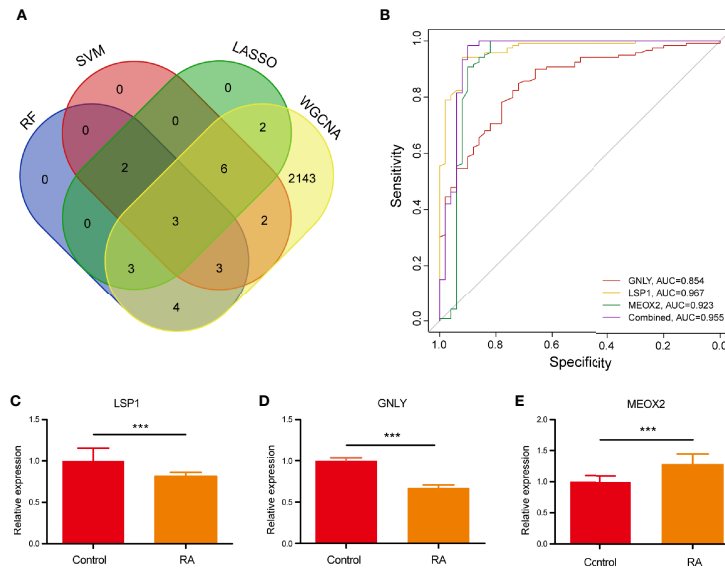 A
RF
SVM
LASSO
WGCNA
0
0
0
0
2
0
2
6
2143
0
3
2
3
3
4
B
Sensitivity
1.0
0.8
0.6
0.4
0.2
0.0
GNLY, AUC=0.854
LSP1, AUC=0.967
MEOX2, AUC=0.923
Combined, AUC=0.955
1.0 0.8 0.6 0.4 0.2 0.0
Specificity
C
LSP1
Relative expression
1.5
1.0
0.5
0.0
***
Control RA
D
GNLY
Relative expression
1.5
1.0
0.5
0.0
***
Control RA
E
MEOX2
Relative expression
2.0
1.5
1.0
0.5
0.0
***
Control RA